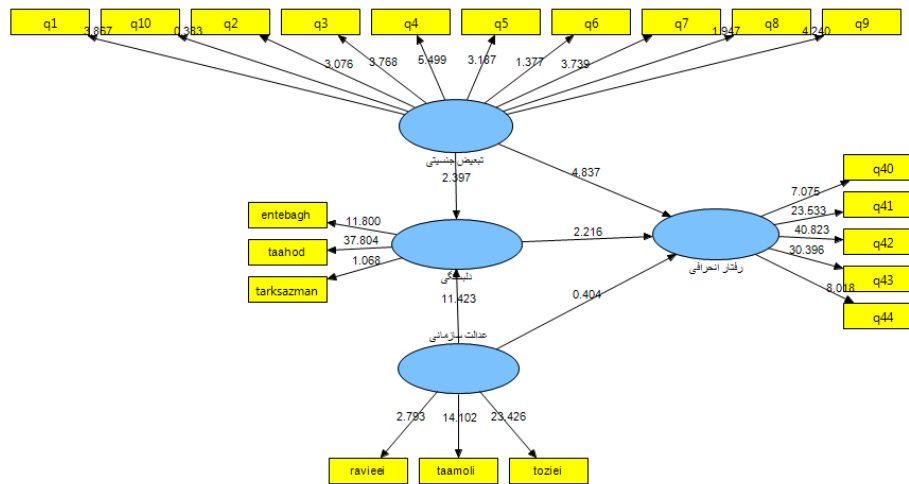 q1 q10 q2 q3 q4 q5 q6 q7 q8 q9
3.867 0.383 3.076 3.768 5.499 3.187 1.377 3.739 1.947 4.240
تبعیض جنسیتی
2.397
4.837
entebagh
taahod
tarksazman
11.800
37.804
1.068
دلبستگی
2.216
رفتار انحرافی
7.075
23.533
40.823
30.396
8.018
q40
q41
q42
q43
q44
11.423
0.404
عدالت سازمانی
2.793 14.102 23.426
ravieei taamoli toziei